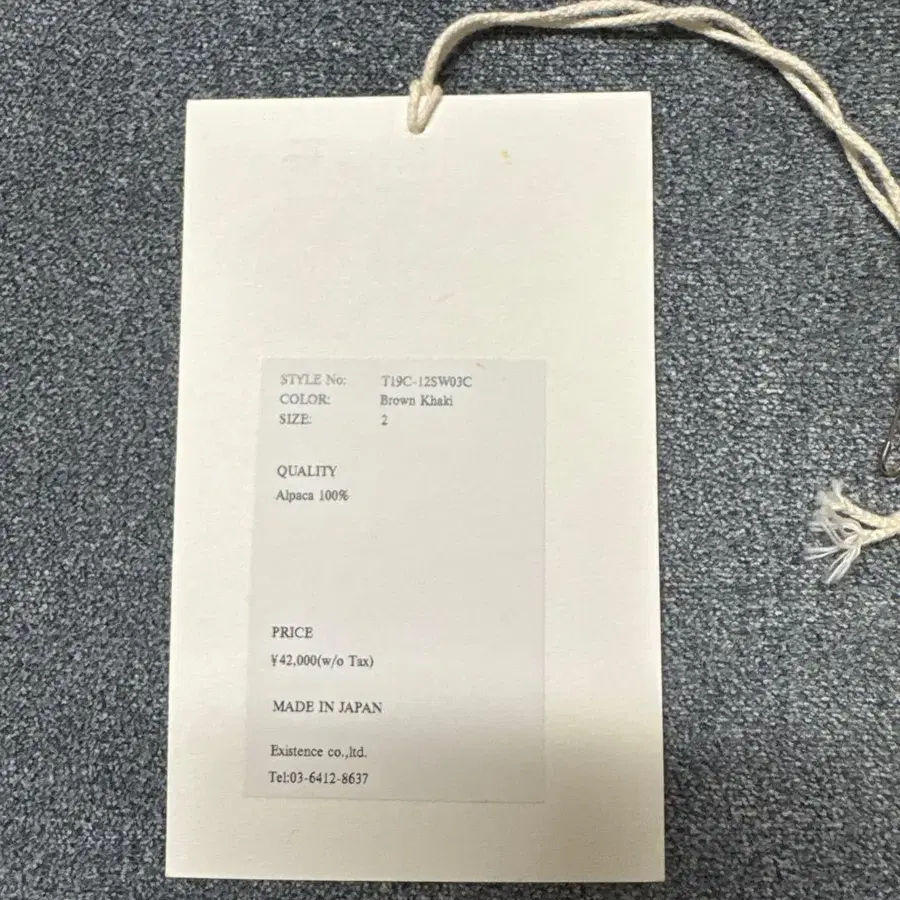 STYLE No: T19C-12SW03C
COLOR: Brown Khaki
SIZE: 2
QUALITY
Alpaca 100%
PRICE
¥42,000(w/o Tax)
MADE IN JAPAN
Existence co.,ltd.
Tel:03-6412-8637